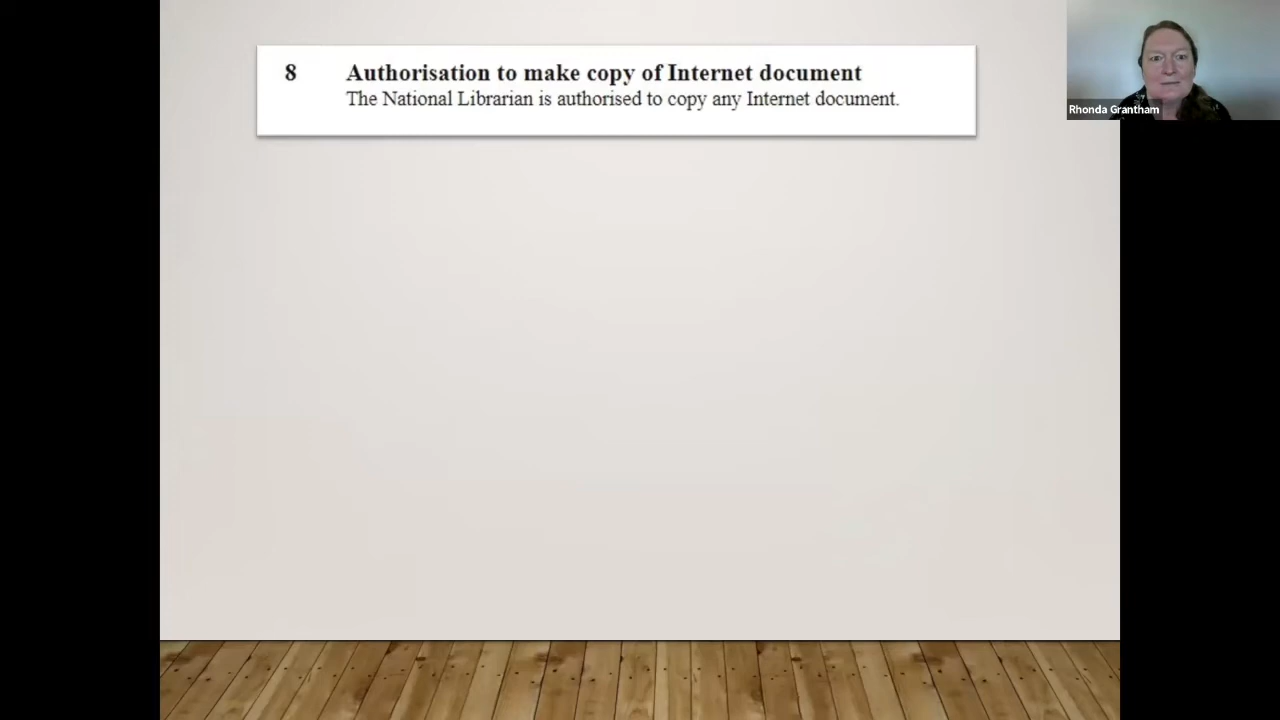 8 Authorisation to make copy of Internet document
The National Librarian is authorised to copy any Internet document.
Rhonda Grantham